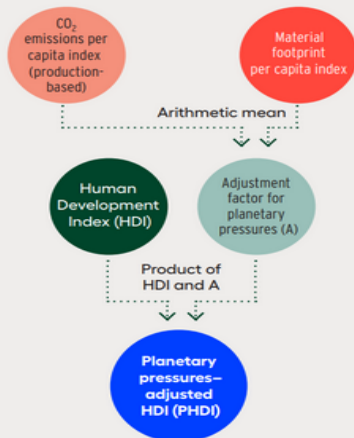 CO2
emissions per
capita index
(production-
based)
Material
footprint
per capita index
Arithmetic mean
Human
Development
Index (HDI)
Adjustment
factor for
planetary
pressures (A)
Product of
HDI and A
Planetary
pressures–
adjusted
HDI (PHDI)